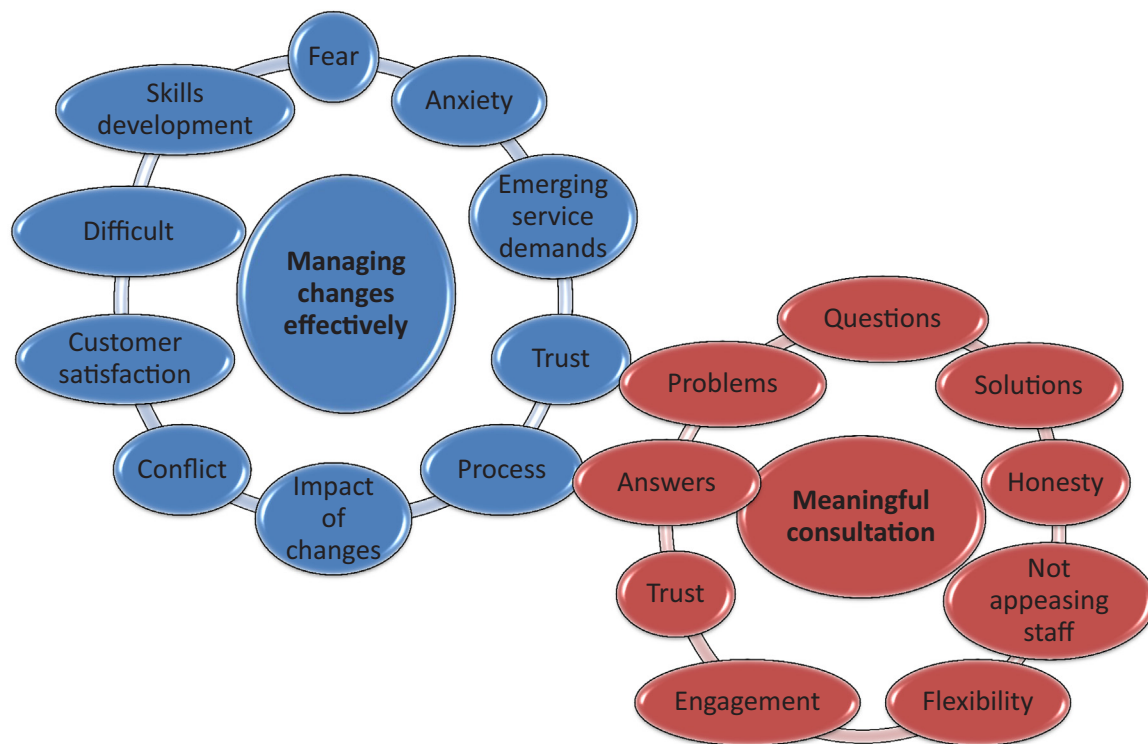 Fear
Anxiety
Emerging
service
demands
Trust
Process
Impact
of
changes
Conflict
Customer
satisfaction
Difficult
Skills
development
Managing
changes
effectively
Questions
Solutions
Honesty
Not
appeasing
staff
Flexibility
Engagement
Trust
Answers
Problems
Meaningful
consultation